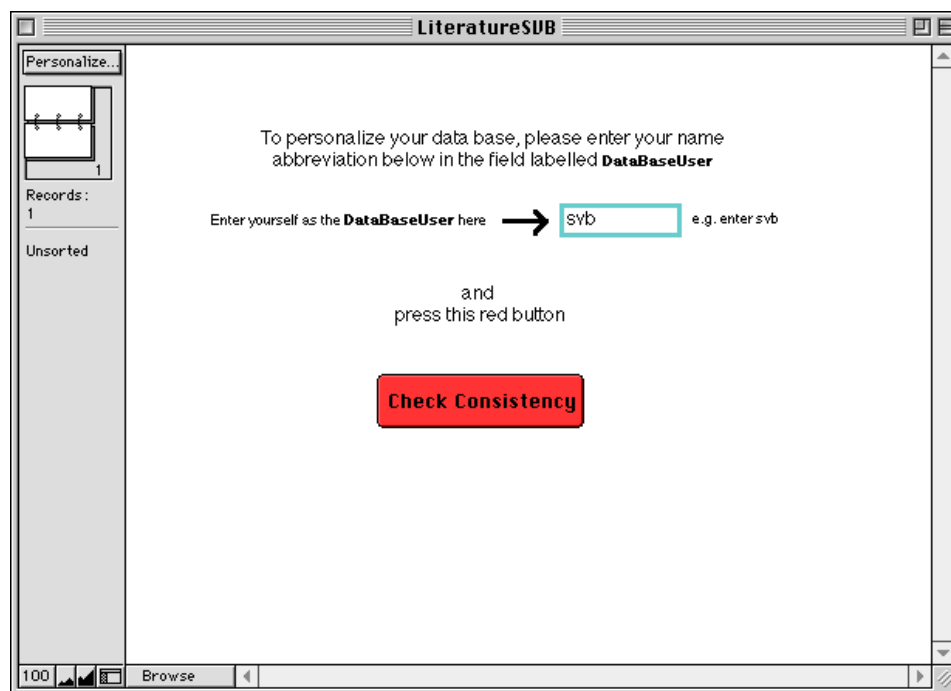 LiteratureSVB
Personalize...
1
Records:
1
Unsorted
To personalize your data base, please enter your name
abbreviation below in the field labelled DataBaseUser
Enter yourself as the DataBaseUser here
svb
e.g. enter svb
and
press this red button
Check Consistency
100
Browse